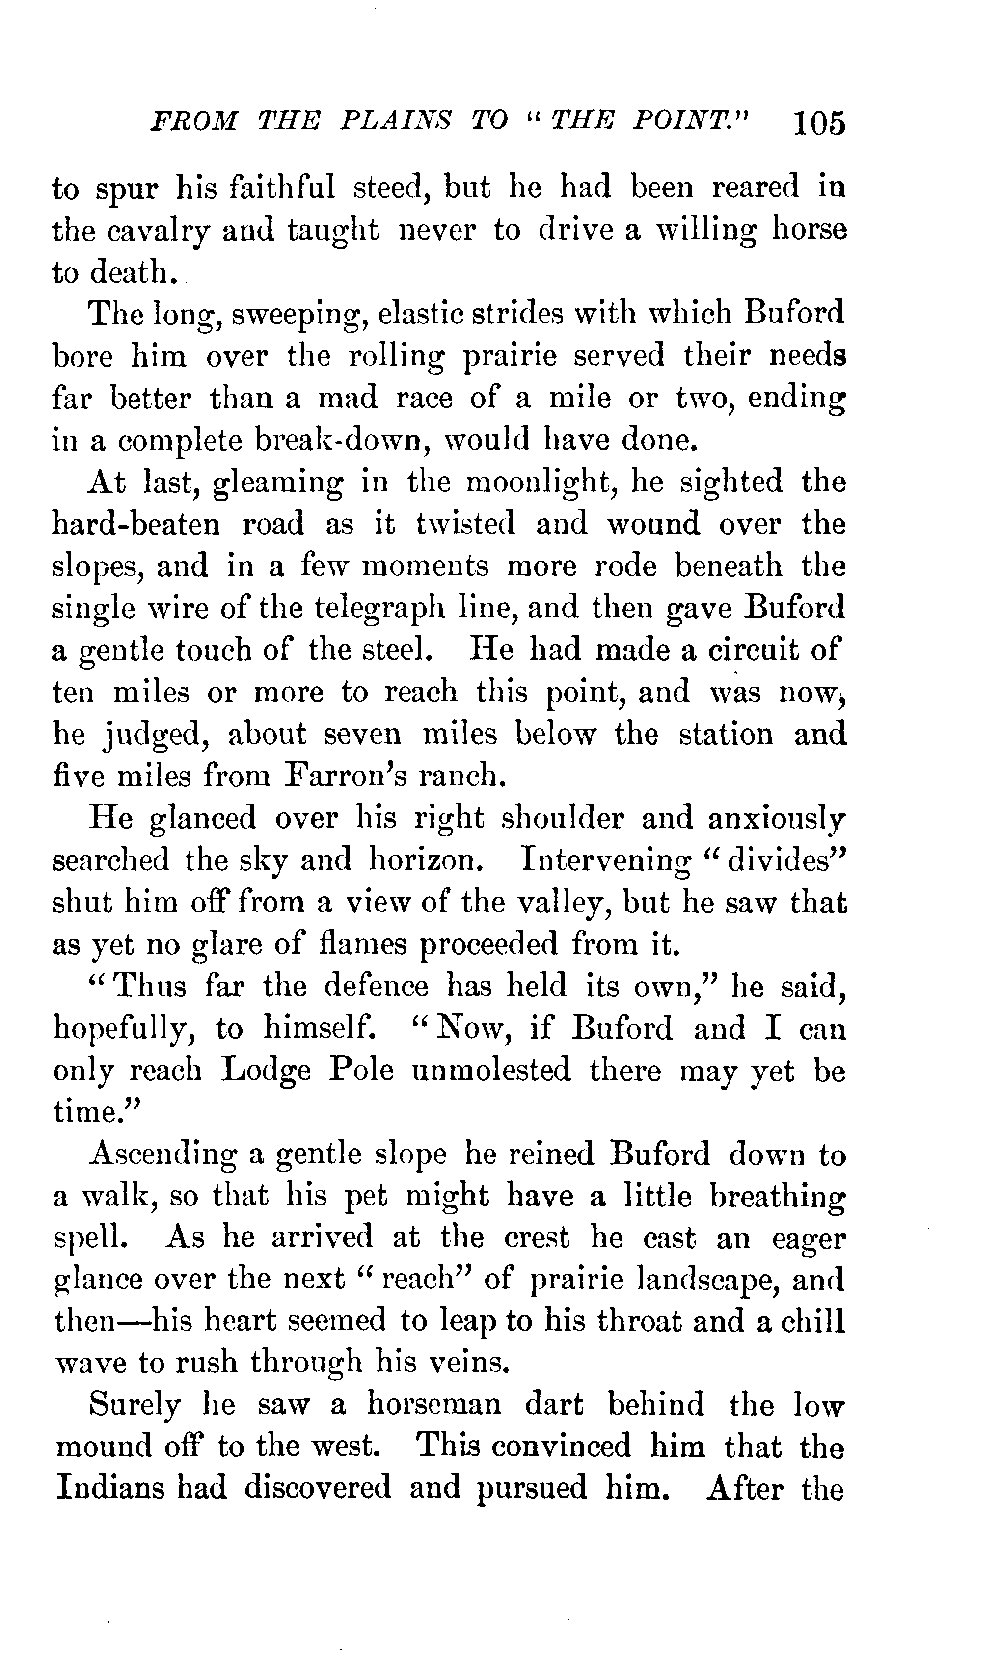 FROM THE PLAINS TO " THE POINT." 105
to spur his faithful steed, but he had been reared in
the cavalry and taught never to drive a willing horse
to death.
The long, sweeping, elastic strides with which Buford
bore him over the rolling prairie served their needs
far better than a mad race of a mile or two, ending
in a complete break-down, would have done.
At last, gleaming in the moonlight, he sighted the
hard-beaten road as it twisted and wound over the
slopes, and in a few moments more rode beneath the
single wire of the telegraph line, and then gave Buford
a gentle touch of the steel. He had made a circuit of
ten miles or more to reach this point, and was now,
he judged, about seven miles below the station and
five miles from Farron's ranch.
He glanced over his right shoulder and anxiously
searched the sky and horizon. Intervening " divides"
shut him off from a view of the valley, but he saw that
as yet no glare of flames proceeded from it.
" Thus far the defence has held its own," he said,
hopefully, to himself. " Now, if Buford and I can
only reach Lodge Pole unmolested there may yet be
time."
Ascending a gentle slope he reined Buford down to
a walk, so that his pet might have a little breathing
spell. As he arrived at the crest he cast an eager
glance over the next " reach" of prairie landscape, and
then—his heart seemed to leap to his throat and a chill
wave to rush through his veins.
Surely he saw a horseman dart behind the low
mound off to the west. This convinced him that the
Indians had discovered and pursued him. After the